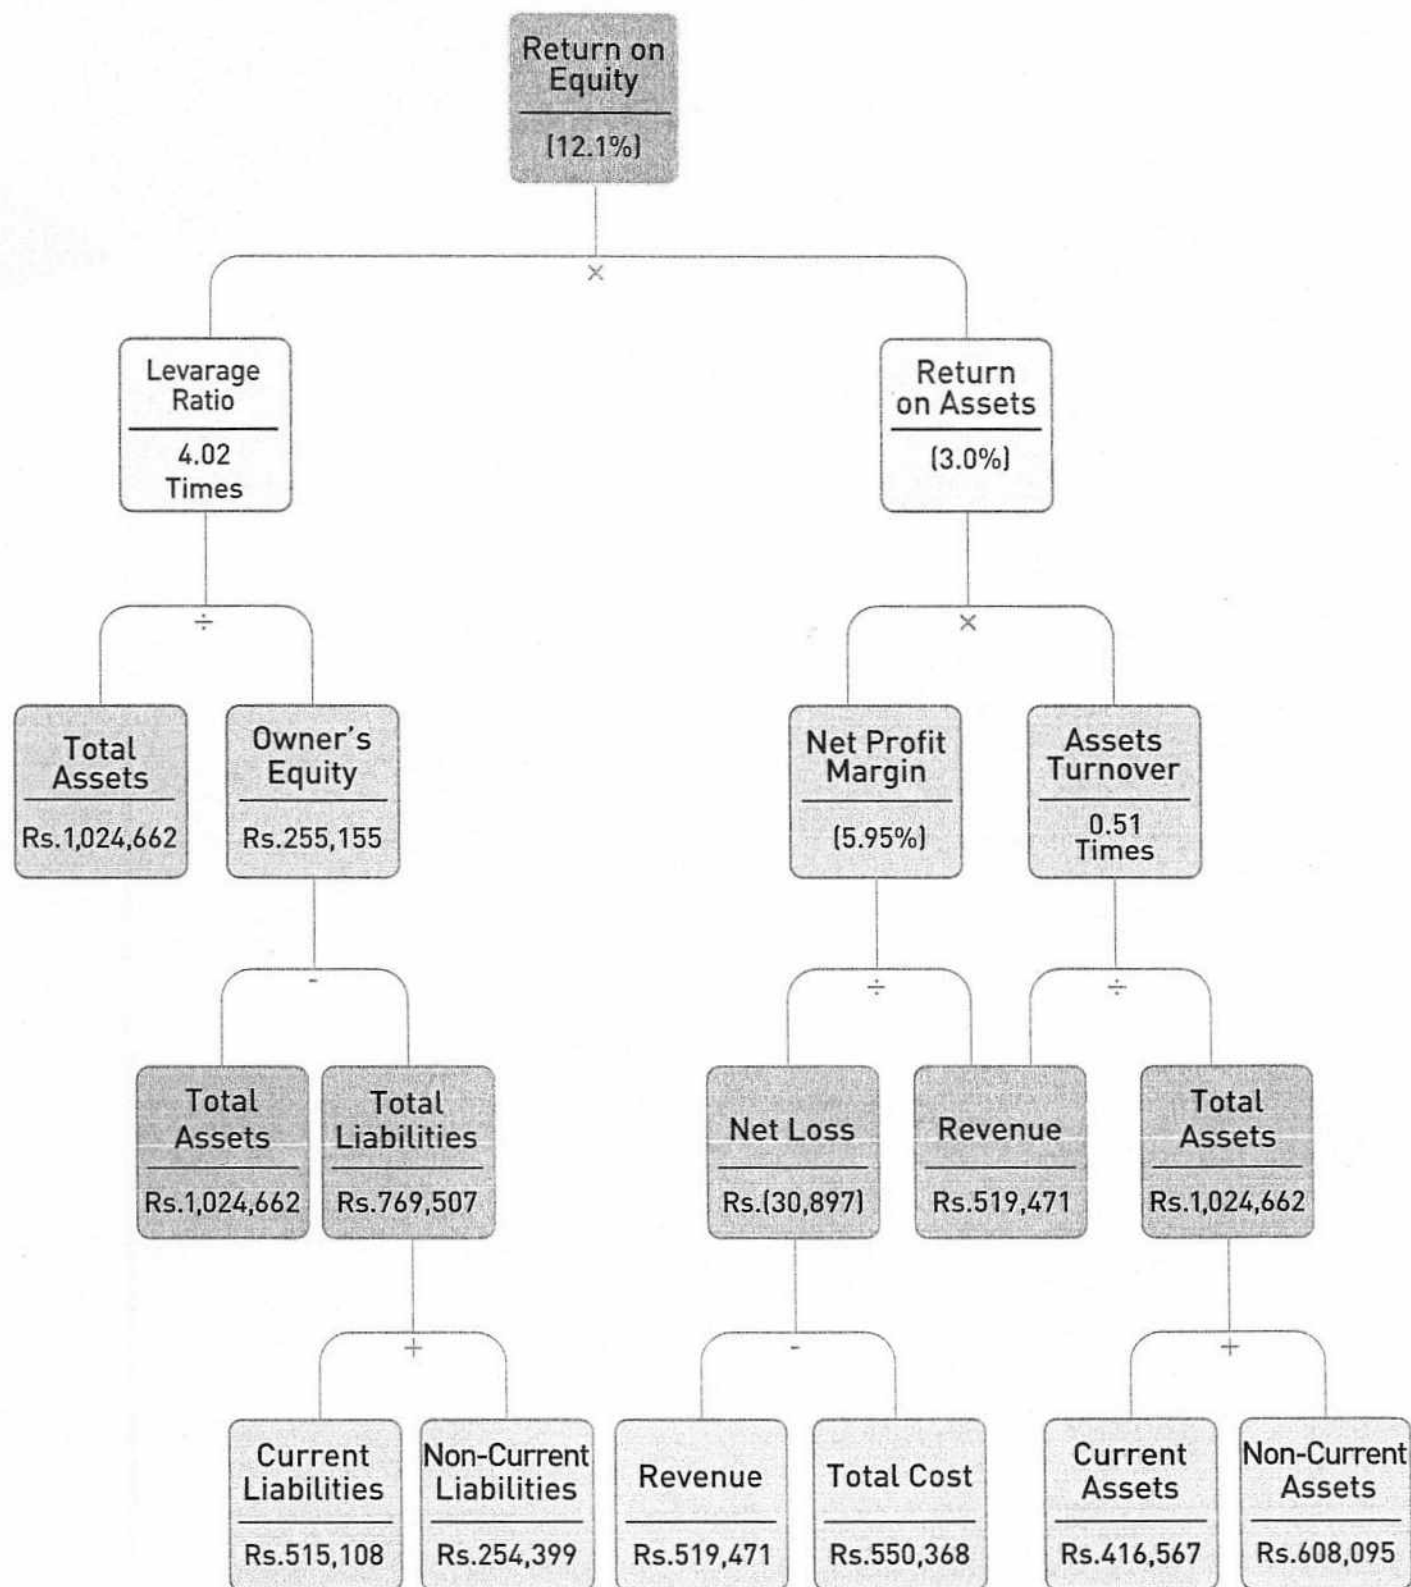 Return on
Equity
(12.1%)
×
Levarage
Ratio
4.02
Times
Return
on Assets
(3.0%)
÷
×
Total
Assets
Rs.1,024,662
Owner's
Equity
Rs.255,155
Net Profit
Margin
(5.95%)
Assets
Turnover
0.51
Times
-
÷
÷
Total
Assets
Rs.1,024,662
Total
Liabilities
Rs.769,507
Net Loss
Rs.(30,897)
Revenue
Rs.519,471
Total
Assets
Rs.1,024,662
+
-
+
Current
Liabilities
Rs.515,108
Non-Current
Liabilities
Rs.254,399
Revenue
Rs.519,471
Total Cost
Rs.550,368
Current
Assets
Rs.416,567
Non-Current
Assets
Rs.608,095